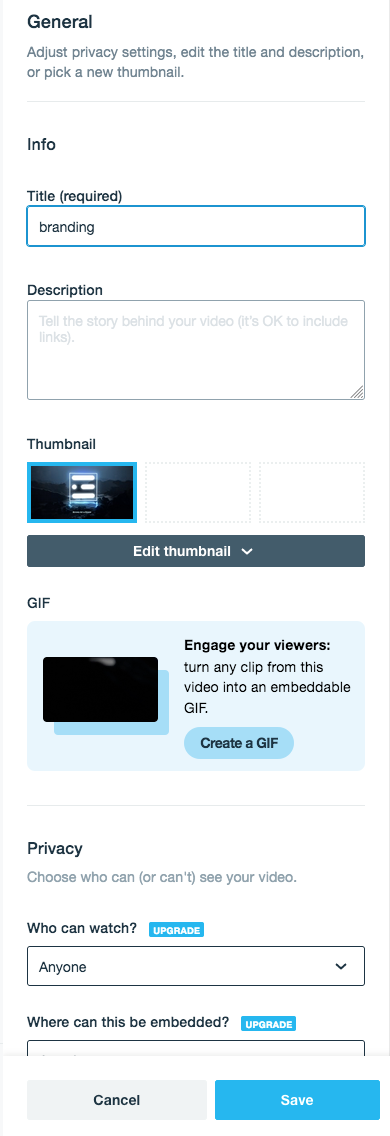 General
Adjust privacy settings, edit the title and description,
or pick a new thumbnail.
Info
Title (required)
branding
Description
Tell the story behind your video (it's OK to include
links).
Thumbnail
Edit thumbnail
GIF
Engage your viewers:
turn any clip from this
video into an embeddable
GIF.
Create a GIF
Privacy
Choose who can (or can't) see your video.
Who can watch? UPGRADE
Anyone
Where can this be embedded? UPGRADE
Cancel
Save